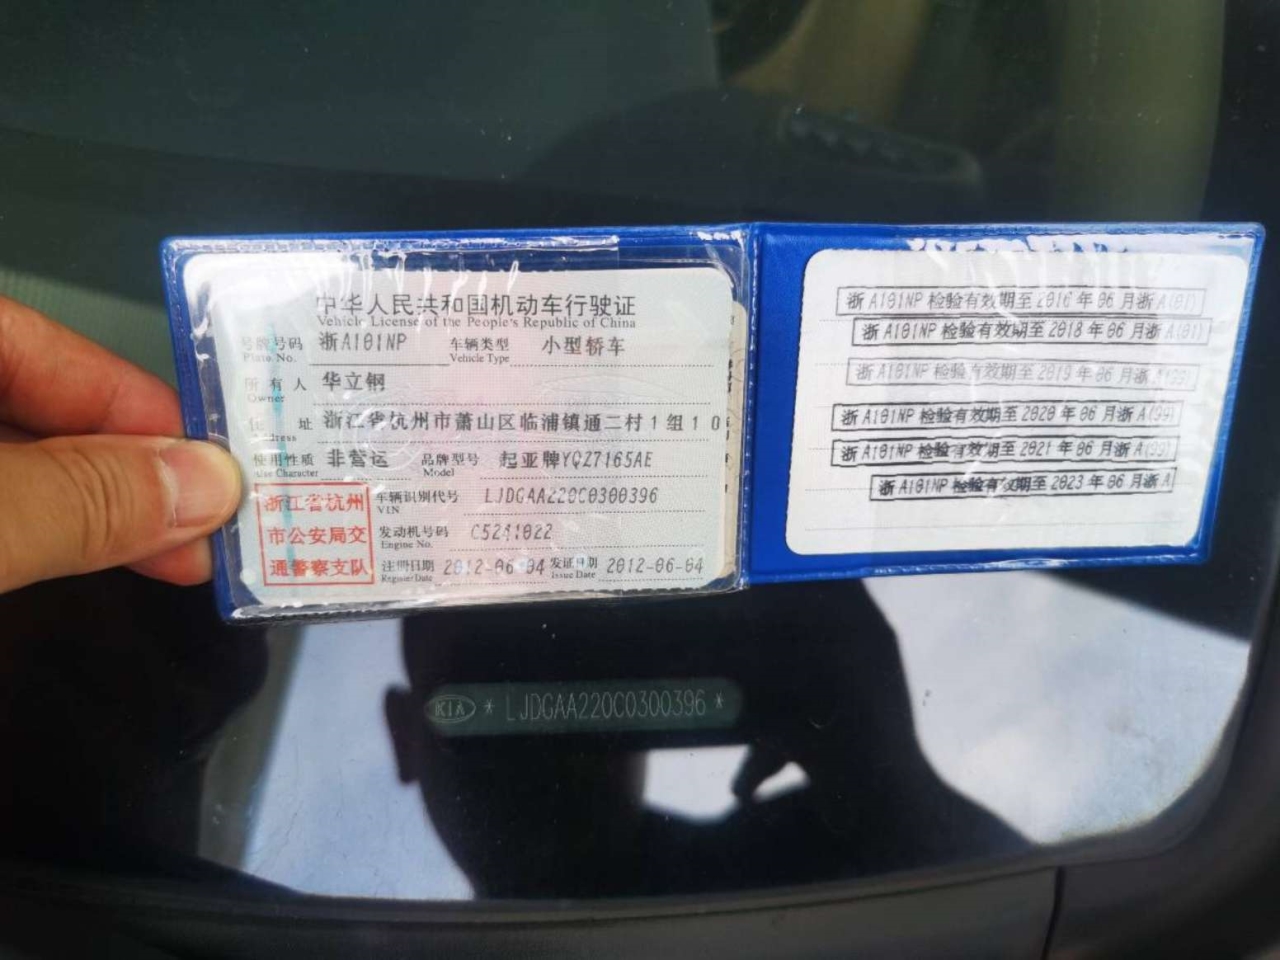 中华人民共和国机动车行驶证
Vehicle License of the People's Republic of China
号牌号码 浙A101NP 车辆类型 小型轿车
Plate No. Vehicle Type
所有人 华立钢
Owner
住址 浙江省杭州市萧山区临浦镇通二村1组10
Address
使用性质 非营运 品牌型号 起亚牌YQZ7165AE
Use Character Model
车辆识别代号 LJDGAA220C0300396
VIN
发动机号码 C5241022
Engine No.
注册日期 2012-06-04 发证日期 2012-06-04
Register Date Issue Date
浙江省杭州
市公安局交
通警察支队
浙A101NP 检验有效期至2016年06月浙A(01)
浙A101NP 检验有效期至2018年06月浙A(01)
浙A101NP 检验有效期至2019年06月浙A(99)
浙A101NP 检验有效期至2020年06月浙A(99)
浙A101NP 检验有效期至2021年06月浙A(99)
浙A101NP 检验有效期至2023年06月浙A
KIA * LJDGAA220C0300396 *